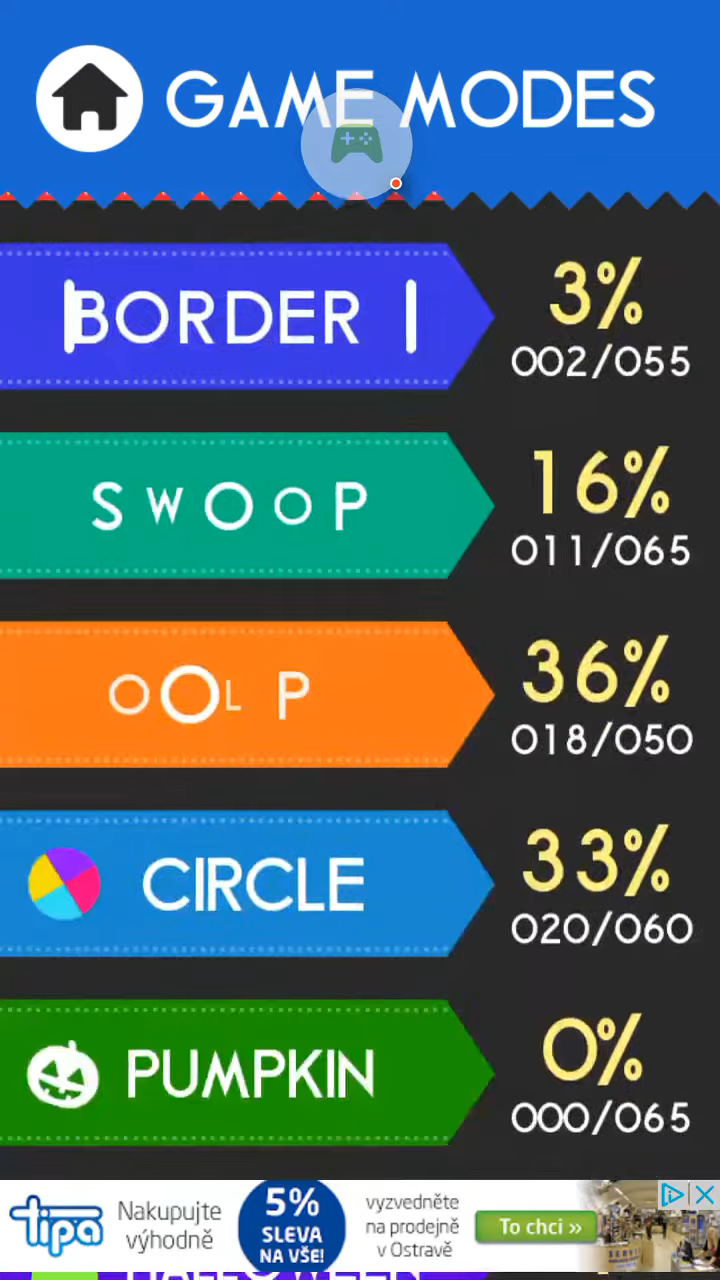 GAME MODES
BORDER
3%
002/055
SWOOP
16%
011/065
OOLP
36%
018/050
CIRCLE
33%
020/060
PUMPKIN
0%
000/065
tipa
Nakupujte
výhodně
5%
SLEVA
NA VŠE!
vyzvedněte
na prodejně
v Ostravě
To chci »
HALLOWEEN